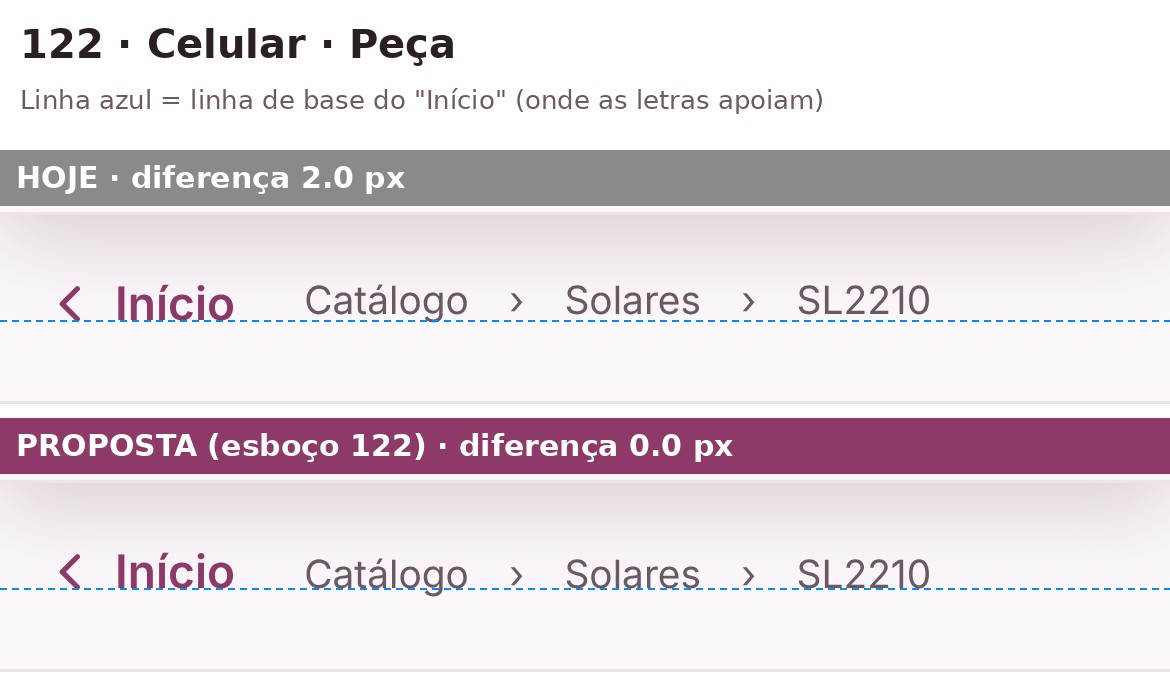 122 · Celular · Peça
Linha azul = linha de base do "Início" (onde as letras apoiam)
HOJE · diferença 2.0 px
Início Catálogo › Solares › SL2210
PROPOSTA (esboço 122) · diferença 0.0 px
Início Catálogo › Solares › SL2210